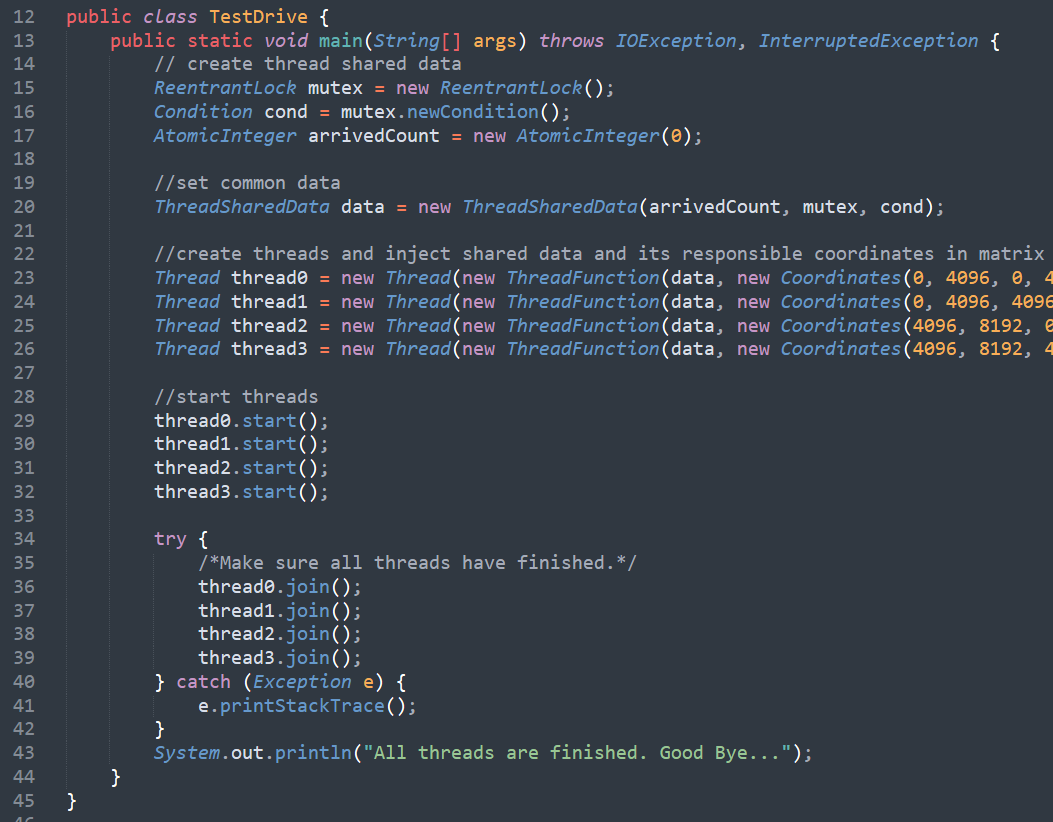 12 public class TestDrive {
13 public static void main(String[] args) throws IOException, InterruptedException {
14 // create thread shared data
15 ReentrantLock mutex = new ReentrantLock();
16 Condition cond = mutex.newCondition();
17 AtomicInteger arrivedCount = new AtomicInteger(0);
18
19 //set common data
20 ThreadSharedData data = new ThreadSharedData(arrivedCount, mutex, cond);
21
22 //create threads and inject shared data and its responsible coordinates in matrix
23 Thread thread0 = new Thread(new ThreadFunction(data, new Coordinates(0, 4096, 0, 4
24 Thread thread1 = new Thread(new ThreadFunction(data, new Coordinates(0, 4096, 4096
25 Thread thread2 = new Thread(new ThreadFunction(data, new Coordinates(4096, 8192, 0
26 Thread thread3 = new Thread(new ThreadFunction(data, new Coordinates(4096, 8192, 4
27
28 //start threads
29 thread0.start();
30 thread1.start();
31 thread2.start();
32 thread3.start();
33
34 try {
35 /*Make sure all threads have finished.*/
36 thread0.join();
37 thread1.join();
38 thread2.join();
39 thread3.join();
40 } catch (Exception e) {
41 e.printStackTrace();
42 }
43 System.out.println("All threads are finished. Good Bye...");
44 }
45 }